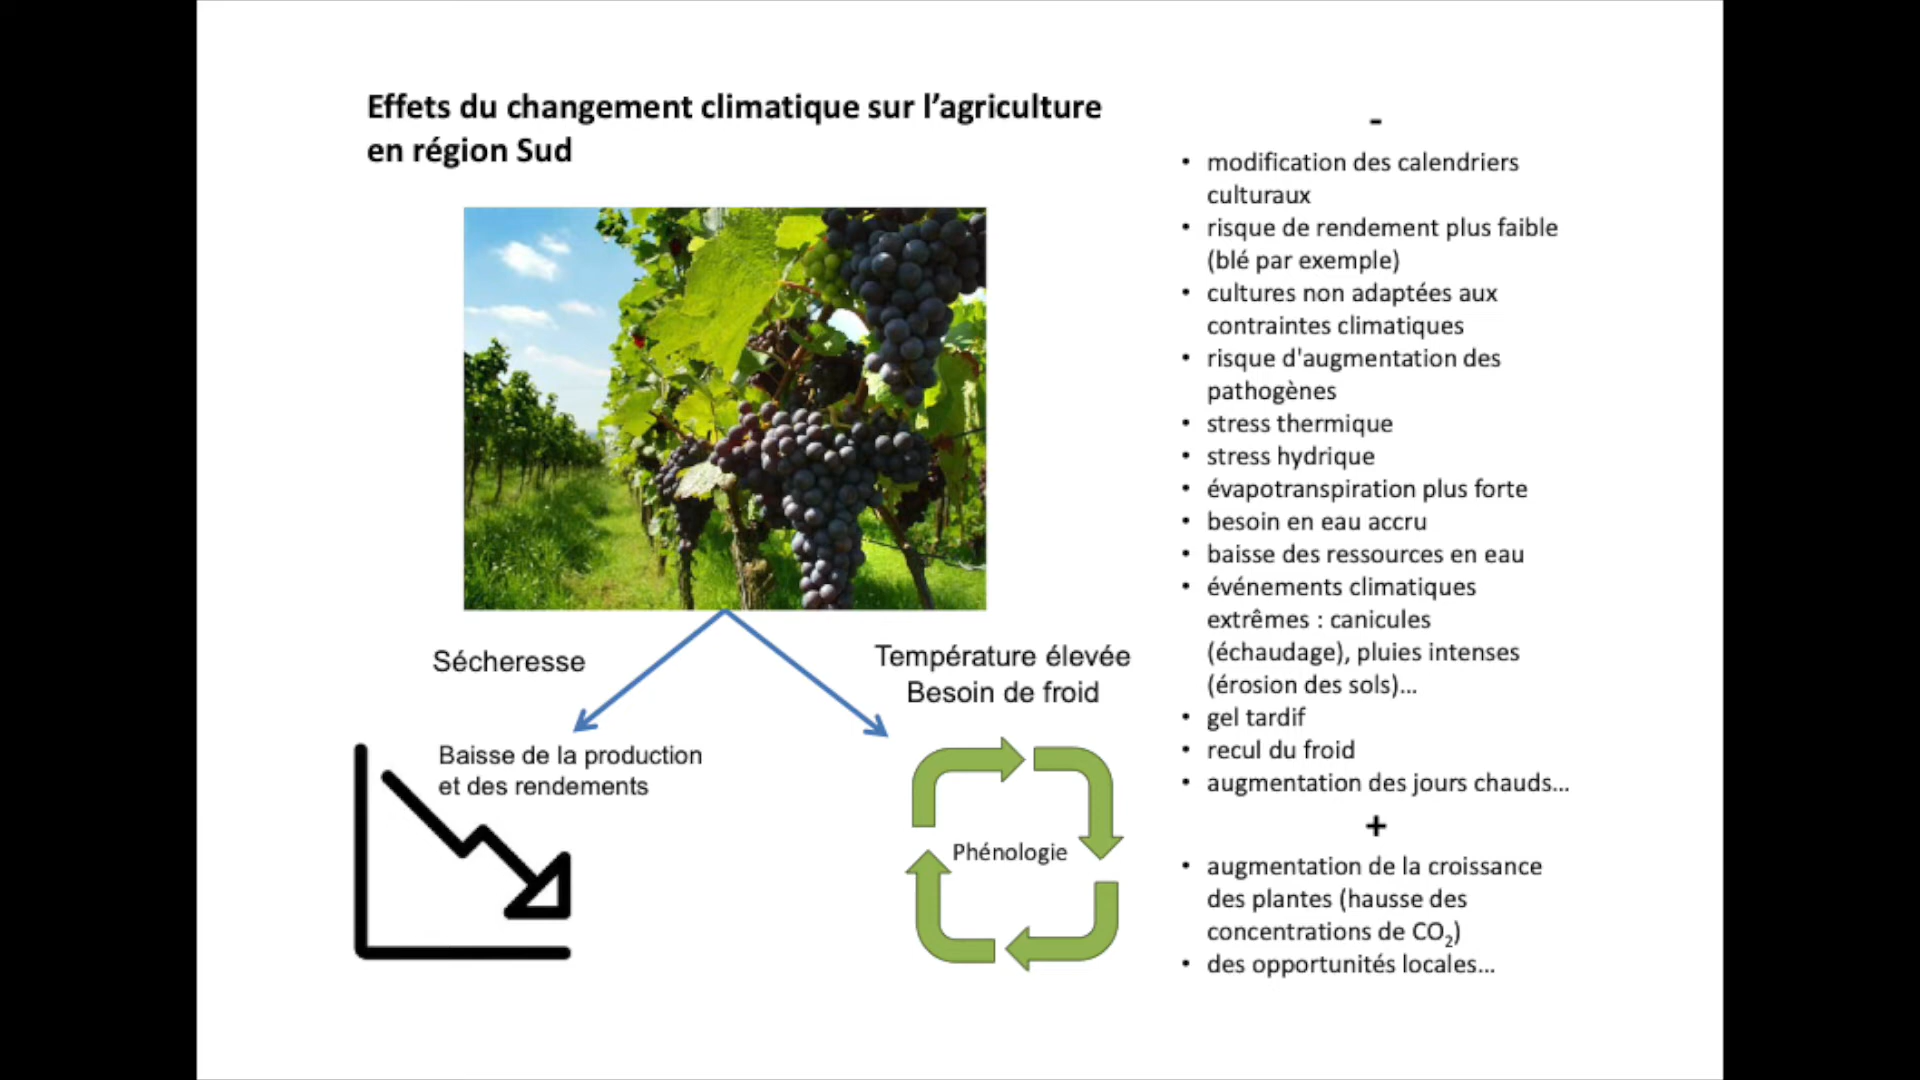 Effets du changement climatique sur l’agriculture
en région Sud
Sécheresse
Température élevée
Besoin de froid
Baisse de la production
et des rendements
Phénologie
-
• modification des calendriers
culturaux
• risque de rendement plus faible
(blé par exemple)
• cultures non adaptées aux
contraintes climatiques
• risque d'augmentation des
pathogènes
• stress thermique
• stress hydrique
• évapotranspiration plus forte
• besoin en eau accru
• baisse des ressources en eau
• événements climatiques
extrêmes : canicules
(échaudage), pluies intenses
(érosion des sols)...
• gel tardif
• recul du froid
• augmentation des jours chauds...
+
• augmentation de la croissance
des plantes (hausse des
concentrations de CO₂)
• des opportunités locales...